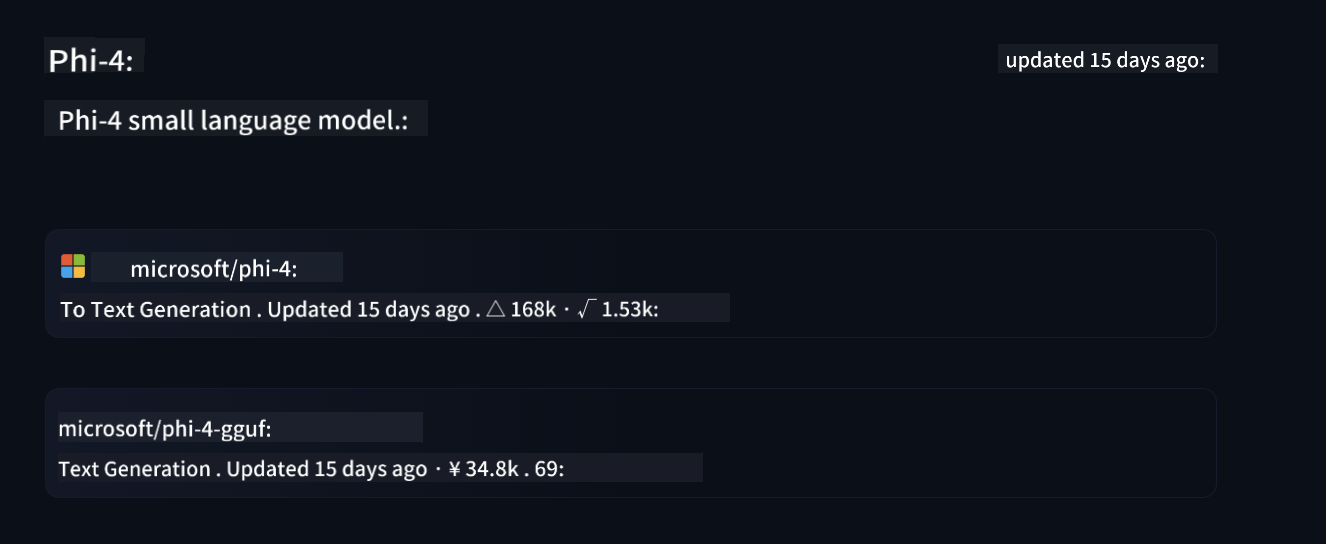 Phi-4:
updated 15 days ago:
Phi-4 small language model.:
microsoft/phi-4:
To Text Generation . Updated 15 days ago . △ 168k · √ 1.53k:
microsoft/phi-4-gguf:
Text Generation . Updated 15 days ago · ¥ 34.8k . 69: